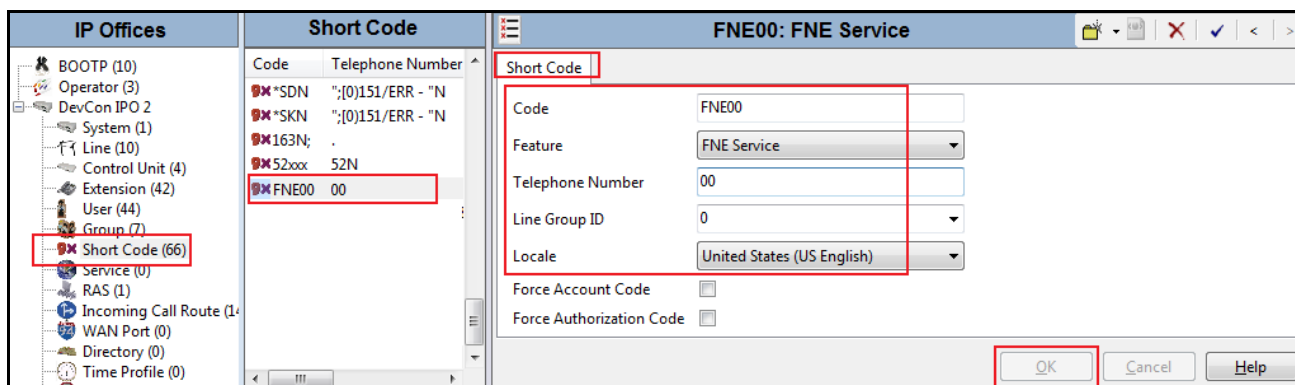 IP Offices
BOOTP (10)
Operator (3)
DevCon IPO 2
System (1)
Line (10)
Control Unit (4)
Extension (42)
User (44)
Group (7)
Short Code (66)
Service (0)
RAS (1)
Incoming Call Route (1
WAN Port (0)
Directory (0)
Time Profile (0)
Short Code
Code Telephone Number
*SDN ";[0]151/ERR - "N
*SKN ";[0]151/ERR - "N
163N; .
52xxx 52N
FNE00 00
FNE00: FNE Service
Short Code
Code FNE00
Feature FNE Service
Telephone Number 00
Line Group ID 0
Locale United States (US English)
Force Account Code
Force Authorization Code
OK Cancel Help